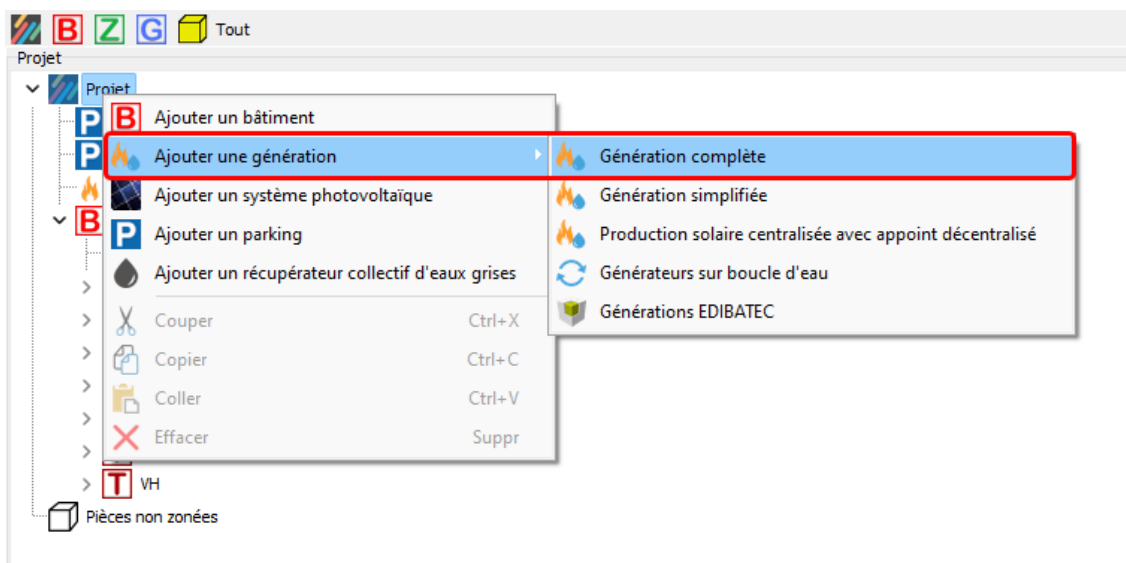 B Z G Tout
Projet
Projet
P B Ajouter un bâtiment
P Ajouter une génération Génération complète
Ajouter un système photovoltaïque Génération simplifiée
B P Ajouter un parking Production solaire centralisée avec appoint décentralisé
Ajouter un récupérateur collectif d'eaux grises Générateurs sur boucle d'eau
Générations EDIBATEC
Couper Ctrl+X
Copier Ctrl+C
Coller Ctrl+V
Effacer Suppr
T VH
Pièces non zonées